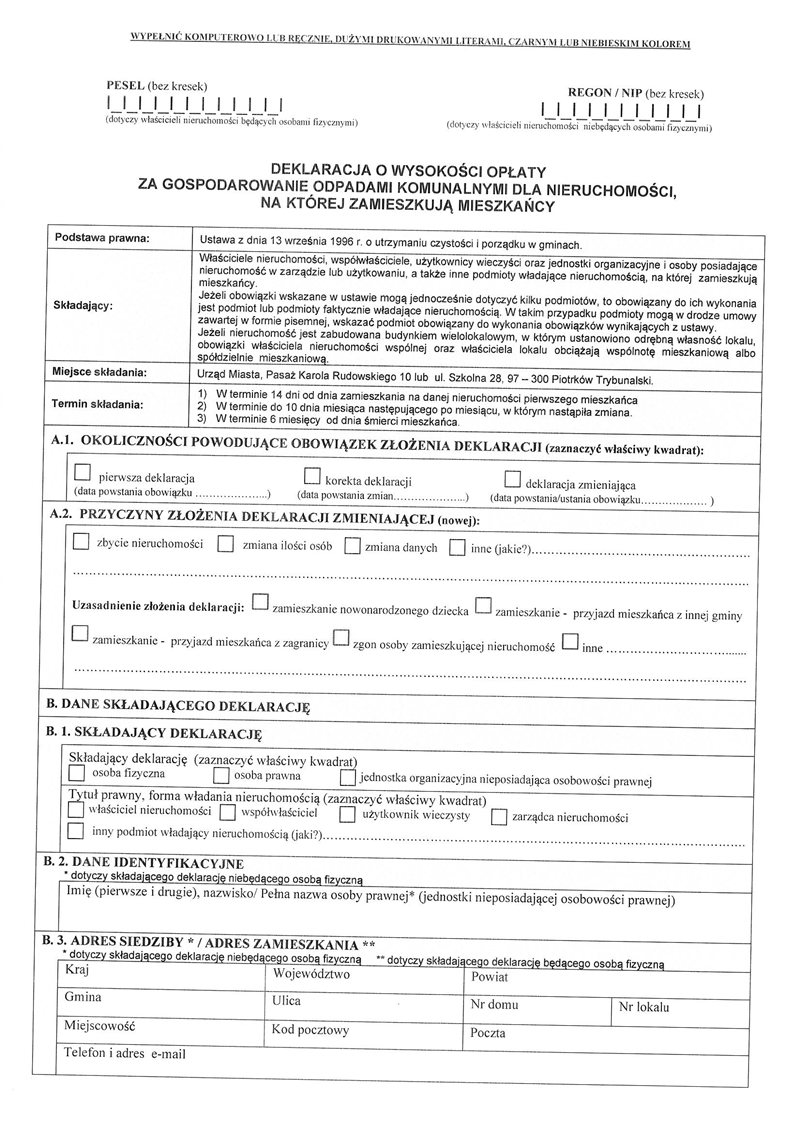 WYPEŁNIĆ KOMPUTEROWO LUB RĘCZNIE, DUŻYMI DRUKOWANYMI LITERAMI, CZARNYM LUB NIEBIESKIM KOLOREM
PESEL (bez kresek)
REGON / NIP (bez kresek)
(dotyczy właścicieli nieruchomości będących osobami fizycznymi)
(dotyczy właścicieli nieruchomości niebędących osobami fizycznymi)
DEKLARACJA O WYSOKOŚCI OPŁATY
ZA GOSPODAROWANIE ODPADAMI KOMUNALNYMI DLA NIERUCHOMOŚCI,
NA KTÓREJ ZAMIESZKUJĄ MIESZKAŃCY
Podstawa prawna: Ustawa z dnia 13 września 1996 r. o utrzymaniu czystości i porządku w gminach.
Składający:
Właściciele nieruchomości, współwłaściciele, użytkownicy wieczyści oraz jednostki organizacyjne i osoby posiadające
nieruchomość w zarządzie lub użytkowaniu, a także inne podmioty władające nieruchomością, na której zamieszkują
mieszkańcy.
Jeżeli obowiązki wskazane w ustawie mogą jednocześnie dotyczyć kilku podmiotów, to obowiązany do ich wykonania
jest podmiot lub podmioty faktycznie władające nieruchomością. W takim przypadku podmioty mogą w drodze umowy
zawartej w formie pisemnej, wskazać podmiot obowiązany do wykonania obowiązków wynikających z ustawy.
Jeżeli nieruchomość jest zabudowana budynkiem wielolokalowym, w którym ustanowiono odrębną własność lokalu,
obowiązki właściciela nieruchomości wspólnej oraz właściciela lokalu obciążają wspólnotę mieszkaniową albo
spółdzielnie mieszkaniową.
Miejsce składania: Urząd Miasta, Pasaż Karola Rudowskiego 10 lub ul. Szkolna 28, 97 – 300 Piotrków Trybunalski.
Termin składania:
1) W terminie 14 dni od dnia zamieszkania na danej nieruchomości pierwszego mieszkańca
2) W terminie do 10 dnia miesiąca następującego po miesiącu, w którym nastąpiła zmiana.
3) W terminie 6 miesięcy od dnia śmierci mieszkańca.
A.1. OKOLICZNOŚCI POWODUJĄCE OBOWIĄZEK ZŁOŻENIA DEKLARACJI (zaznaczyć właściwy kwadrat):
pierwsza deklaracja korekta deklaracji deklaracja zmieniająca
(data powstania obowiązku ......................) (data powstania zmian......................) (data powstania/ustania obowiązku.................... )
A.2. PRZYCZYNY ZŁOŻENIA DEKLARACJI ZMIENIAJĄCEJ (nowej):
zbycie nieruchomości zmiana ilości osób zmiana danych inne (jakie?)..................................................
..........................................................................................
Uzasadnienie złożenia deklaracji: zamieszkanie nowonarodzonego dziecka zamieszkanie - przyjazd mieszkańca z innej gminy
zamieszkanie - przyjazd mieszkańca z zagranicy zgon osoby zamieszkującej nieruchomość inne ........................................
..........................................................................................
B. DANE SKŁADAJĄCEGO DEKLARACJĘ
B. 1. SKŁADAJĄCY DEKLARACJĘ
Składający deklarację (zaznaczyć właściwy kwadrat)
osoba fizyczna osoba prawna jednostka organizacyjna nieposiadająca osobowości prawnej
Tytuł prawny, forma władania nieruchomością (zaznaczyć właściwy kwadrat)
właściciel nieruchomości współwłaściciel użytkownik wieczysty zarządca nieruchomości
inny podmiot władający nieruchomością (jaki?)..........................................................................................
B. 2. DANE IDENTYFIKACYJNE
* dotyczy składającego deklarację niebędącego osobą fizyczną
Imię (pierwsze i drugie), nazwisko/ Pełna nazwa osoby prawnej* (jednostki nieposiadającej osobowości prawnej)
B. 3. ADRES SIEDZIBY * / ADRES ZAMIESZKANIA **
* dotyczy składającego deklarację niebędącego osobą fizyczną ** dotyczy składającego deklarację będącego osobą fizyczną
Kraj Województwo Powiat
Gmina Ulica Nr domu Nr lokalu
Miejscowość Kod pocztowy Poczta
Telefon i adres e-mail